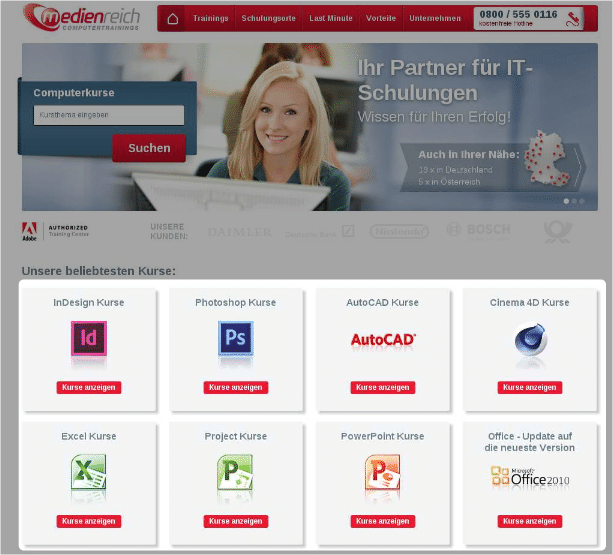 medienreich
COMPUTERTRAININGS
Trainings
Schulungsorte
Last Minute
Vorteile
Unternehmen
0800 / 555 0116
kostenfreie Hotline
Computerkurse
Kursthema eingeben
Suchen
Ihr Partner für IT-
Schulungen
Wissen für Ihren Erfolg!
Auch in Ihrer Nähe:
19 x in Deutschland
5 x in Österreich
Adobe
AUTHORIZED
Training Center
UNSERE
KUNDEN:
DAIMLER
Nintendo
BOSCH
Unsere beliebtesten Kurse:
InDesign Kurse
Photoshop Kurse
AutoCAD Kurse
Cinema 4D Kurse
Id
Ps
AutoCAD
Kurse anzeigen
Kurse anzeigen
Kurse anzeigen
Kurse anzeigen
Excel Kurse
Project Kurse
PowerPoint Kurse
Office - Update auf
die neueste Version
X
P
P
Microsoft
Office2010
Kurse anzeigen
Kurse anzeigen
Kurse anzeigen
Kurse anzeigen